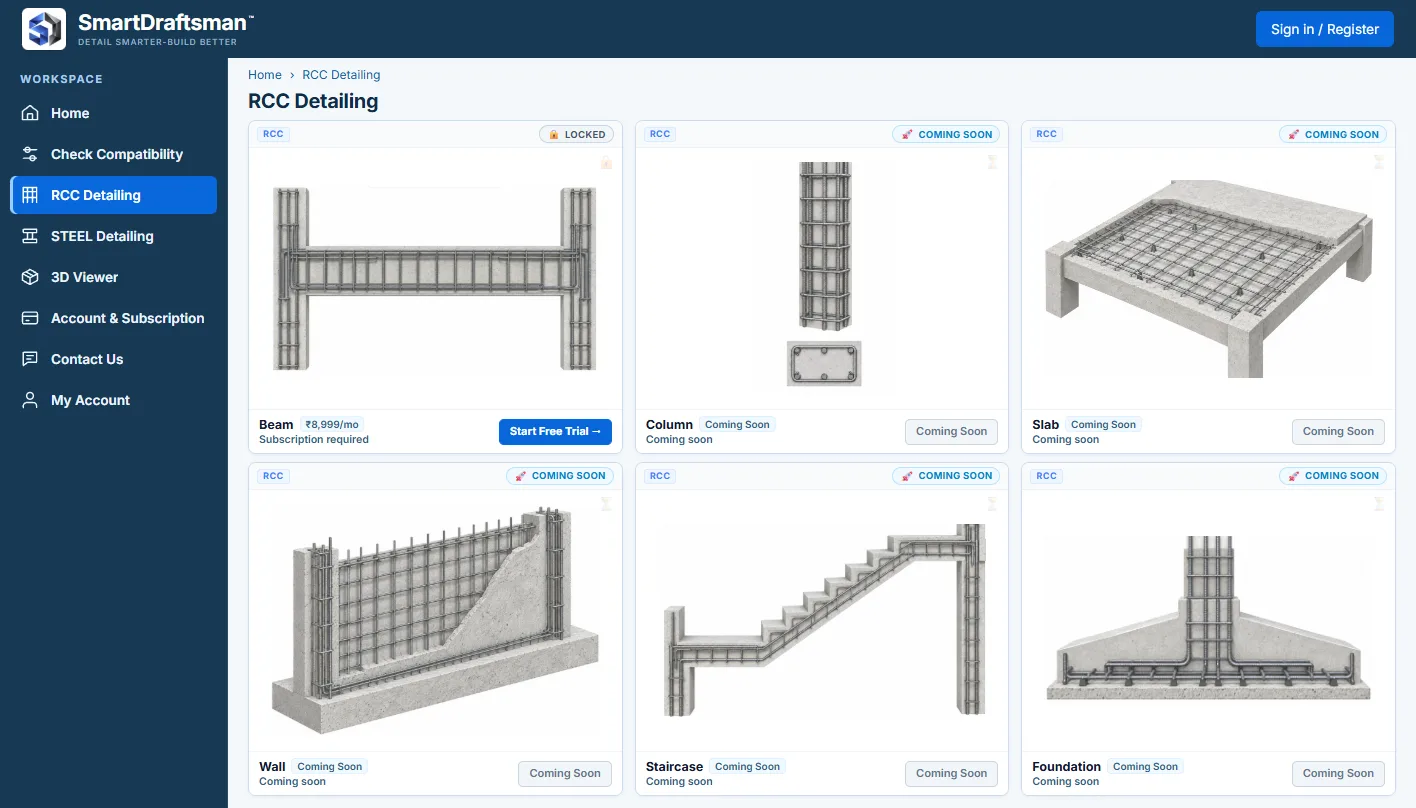 SmartDraftsman™
DETAIL SMARTER-BUILD BETTER
Sign in / Register
WORKSPACE
Home
Check Compatibility
RCC Detailing
STEEL Detailing
3D Viewer
Account & Subscription
Contact Us
My Account
Home › RCC Detailing
RCC Detailing
RCC LOCKED
Beam ₹8,999/mo
Subscription required
Start Free Trial →
RCC COMING SOON
Column Coming Soon
Coming soon
Coming Soon
RCC COMING SOON
Slab Coming Soon
Coming soon
Coming Soon
RCC COMING SOON
Wall Coming Soon
Coming soon
Coming Soon
RCC COMING SOON
Staircase Coming Soon
Coming soon
Coming Soon
RCC COMING SOON
Foundation Coming Soon
Coming soon
Coming Soon